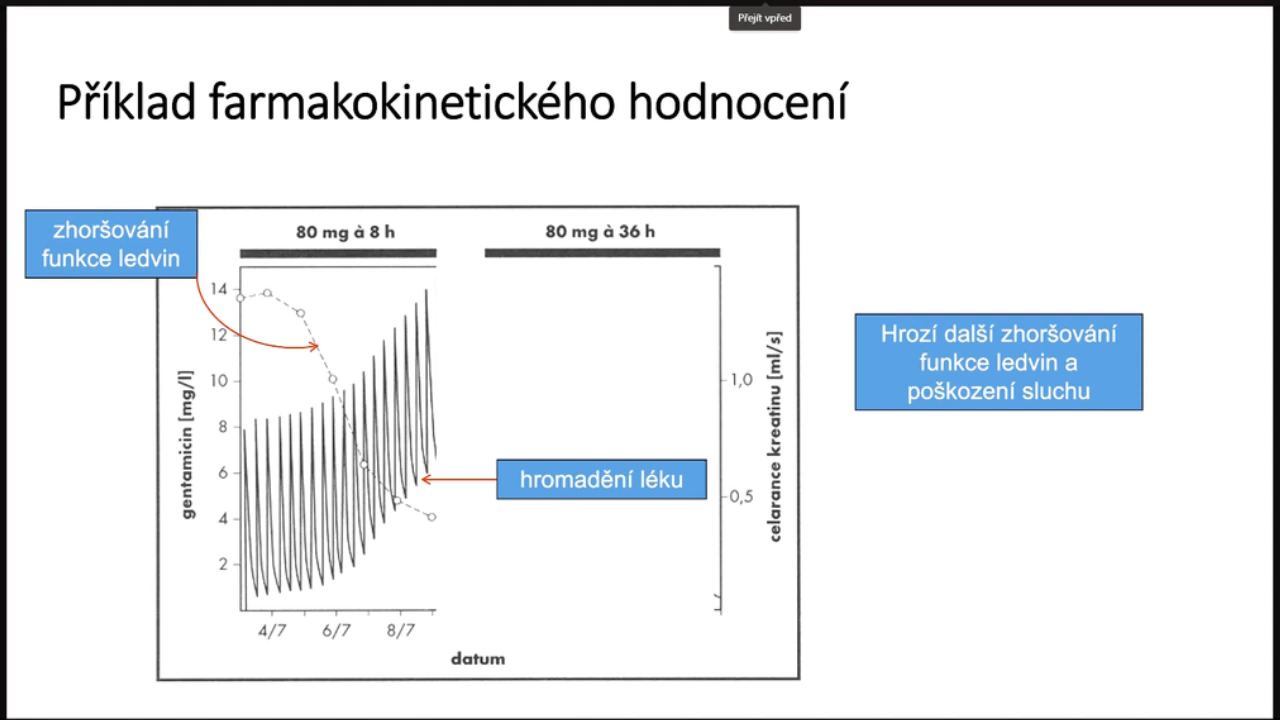 Přejít vpřed
Příklad farmakokinetického hodnocení
zhoršování
funkce ledvin
80 mg à 8 h
80 mg à 36 h
14
12
10
8
6
4
2
gentamicin [mg/l]
4/7
6/7
8/7
datum
hromadění léku
1,0
0,5
celarance kreatinu [ml/s]
Hrozí další zhoršování
funkce ledvin a
poškození sluchu